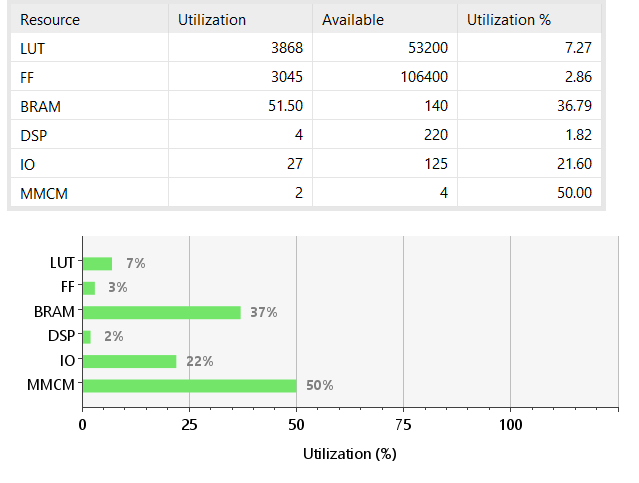 Resource Utilization Available Utilization %
LUT 3868 53200 7.27
FF 3045 106400 2.86
BRAM 51.50 140 36.79
DSP 4 220 1.82
IO 27 125 21.60
MMCM 2 4 50.00
LUT 7%
FF 3%
BRAM 37%
DSP 2%
IO 22%
MMCM 50%
0 25 50 75 100
Utilization (%)